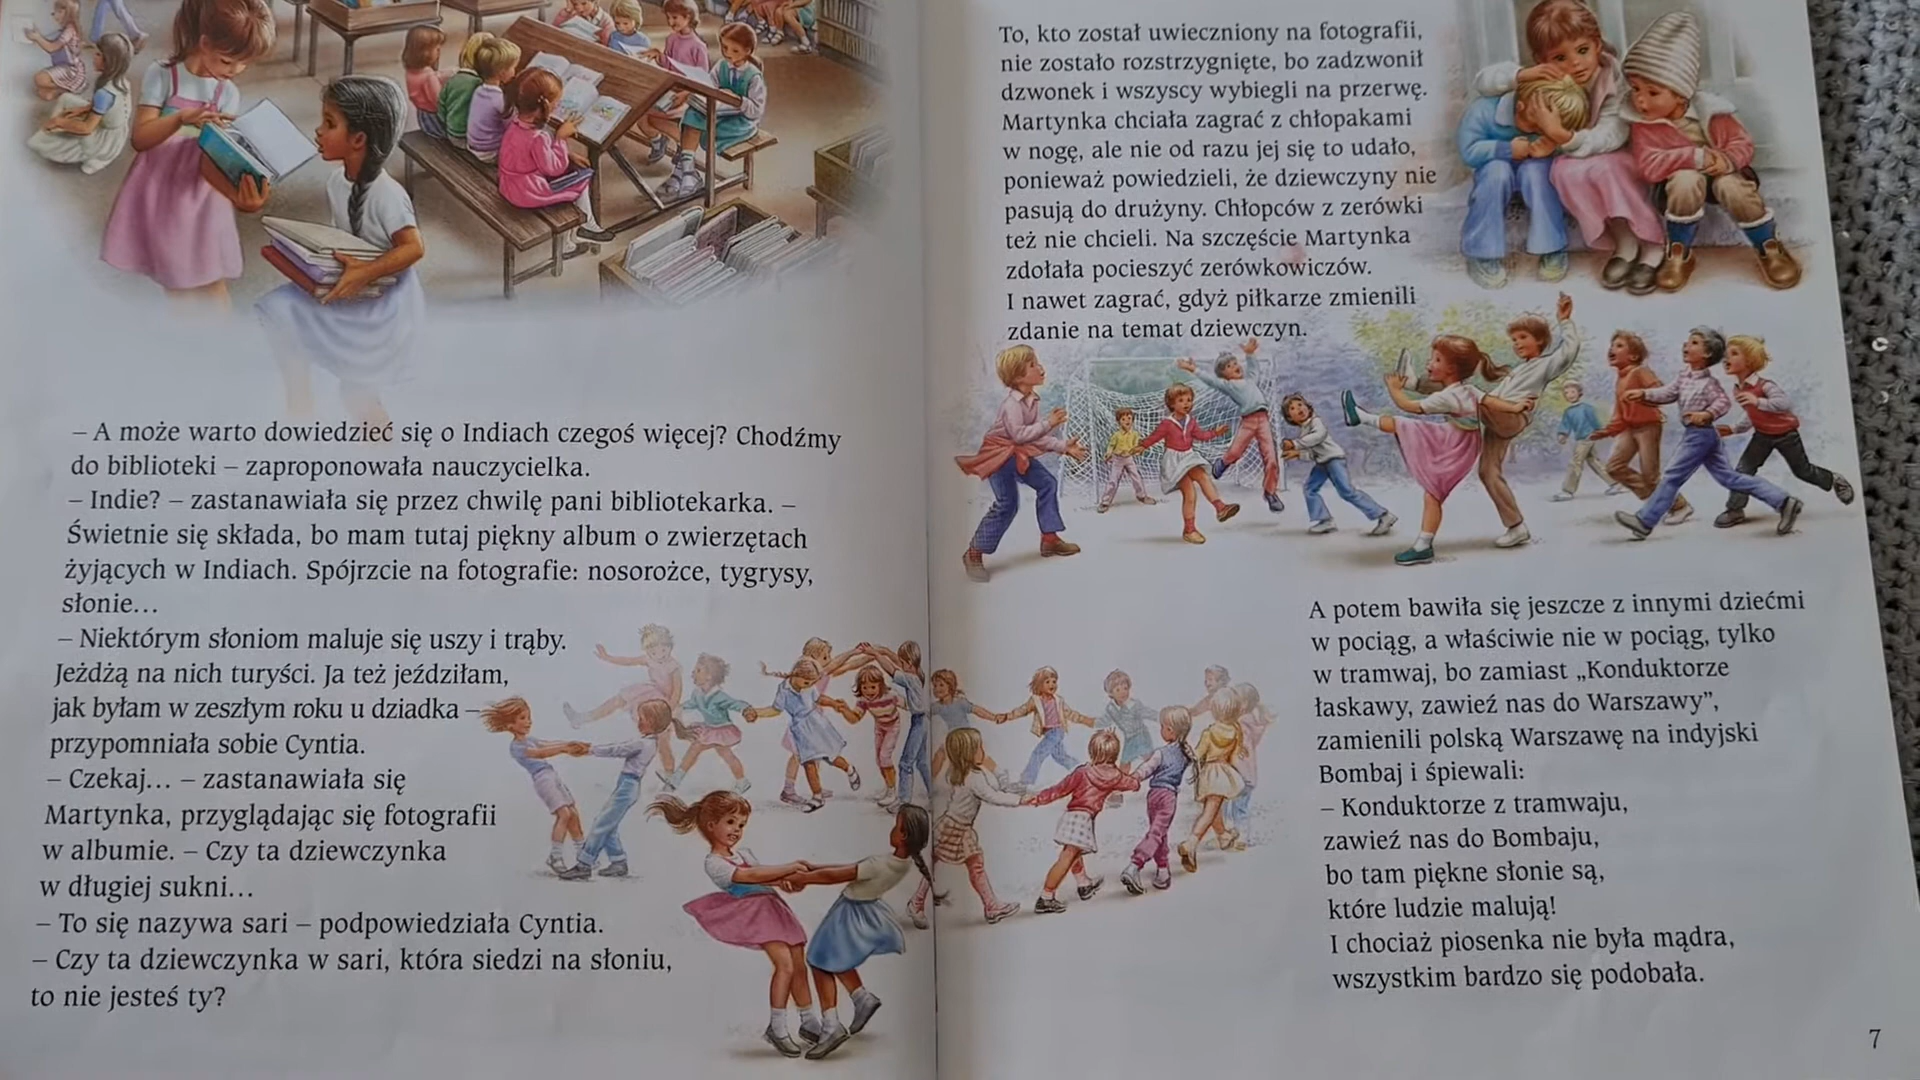 – A może warto dowiedzieć się o Indiach czegoś więcej? Chodźmy
do biblioteki – zaproponowała nauczycielka.
– Indie? – zastanawiała się przez chwilę pani bibliotekarka. –
Świetnie się składa, bo mam tutaj piękny album o zwierzętach
żyjących w Indiach. Spójrzcie na fotografie: nosorożce, tygrysy,
słonie...
– Niektórym słoniom maluje się uszy i trąby.
Jeżdżą na nich turyści. Ja też jeździłam,
jak byłam w zeszłym roku u dziadka –
przypomniała sobie Cyntia.
– Czekaj... – zastanawiała się
Martynka, przyglądając się fotografii
w albumie. – Czy ta dziewczynka
w długiej sukni...
– To się nazywa sari – podpowiedziała Cyntia.
– Czy ta dziewczynka w sari, która siedzi na słoniu,
to nie jesteś ty?
To, kto został uwieczniony na fotografii,
nie zostało rozstrzygnięte, bo zadzwonił
dzwonek i wszyscy wybiegli na przerwę.
Martynka chciała zagrać z chłopakami
w nogę, ale nie od razu jej się to udało,
ponieważ powiedzieli, że dziewczyny nie
pasują do drużyny. Chłopców z zerówki
też nie chcieli. Na szczęście Martynka
zdołała pocieszyć zerówkowiczów.
I nawet zagrać, gdyż piłkarze zmienili
zdanie na temat dziewczyn.
A potem bawiła się jeszcze z innymi dziećmi
w pociąg, a właściwie nie w pociąg, tylko
w tramwaj, bo zamiast „Konduktorze
łaskawy, zawieź nas do Warszawy”,
zamienili polską Warszawę na indyjski
Bombaj i śpiewali:
– Konduktorze z tramwaju,
zawieź nas do Bombaju,
bo tam piękne słonie są,
które ludzie malują!
I chociaż piosenka nie była mądra,
wszystkim bardzo się podobała.
7